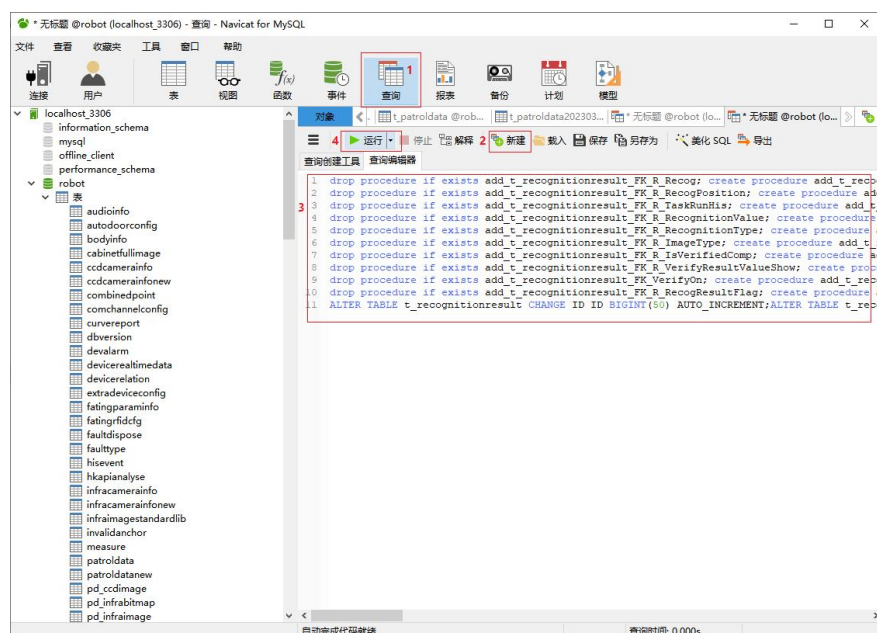 * 无标题 @robot (localhost_3306) - 查询 - Navicat for MySQL
文件 查看 收藏夹 工具 窗口 帮助
1
f(x)
连接 用户 表 视图 函数 事件 查询 报表 备份 计划 模型
localhost_3306
information_schema
mysql
offline_client
performance_schema
robot
表
audioinfo
autodoorconfig
bodyinfo
cabinetfullimage
ccdcamerainfo
ccdcamerainfonew
combinedpoint
comchannelconfig
curvereport
dbversion
devalarm
devicerealtimedata
devicerelation
extradeviceconfig
fatingparaminfo
fatingrfidcfg
faultdispose
faulttype
hisevent
hkapianalyse
infracamerainfo
infracamerainfonew
infraimagestandardlib
invalidanchor
measure
patroldata
patroldatanew
pd_ccdimage
pd_infrabitmap
pd_infraimage
对象 t_patroldata @rob... t_patroldata202303... * 无标题 @robot (lo... * 无标题 @robot (lo...
4 运行 停止 解释 2 新建 载入 保存 另存为 美化 SQL 导出
查询创建工具 查询编辑器
3
1 drop procedure if exists add_t_recognitionresult_FK_R_Recog; create procedure add_t_reco
2 drop procedure if exists add_t_recognitionresult_FK_R_RecogPosition; create procedure ad
3 drop procedure if exists add_t_recognitionresult_FK_R_TaskRunHis; create procedure add_t
4 drop procedure if exists add_t_recognitionresult_FK_R_RecognitionValue; create procedure
5 drop procedure if exists add_t_recognitionresult_FK_R_RecognitionType; create procedure
6 drop procedure if exists add_t_recognitionresult_FK_R_ImageType; create procedure add_t
7 drop procedure if exists add_t_recognitionresult_FK_R_IsVerifiedComp; create procedure a
8 drop procedure if exists add_t_recognitionresult_FK_R_VerifyResultValueShow; create proc
9 drop procedure if exists add_t_recognitionresult_FK_VerifyOn; create procedure add_t_rec
10 drop procedure if exists add_t_recognitionresult_FK_R_RecogResultFlag; create procedure
11 ALTER TABLE t_recognitionresult CHANGE ID ID BIGINT(50) AUTO_INCREMENT;ALTER TABLE t_rec
自动完成代码就绪 查询时间: 0.000s